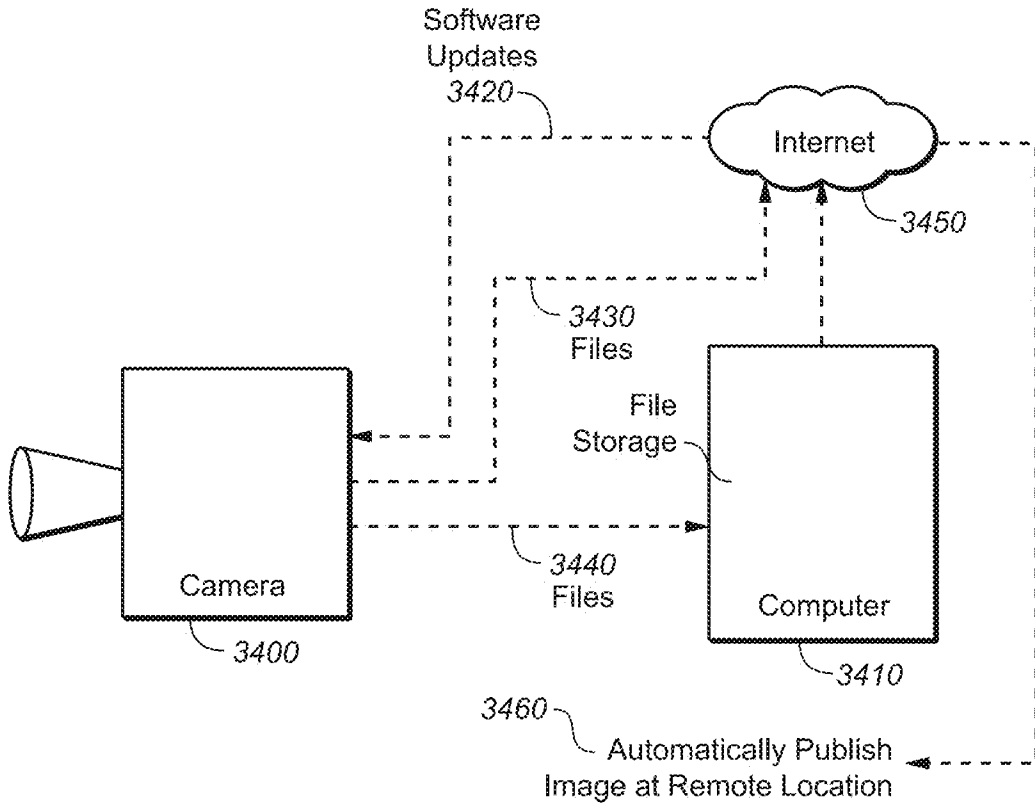 Software
Updates
3420
Internet
3450
3430
Files
File
Storage
3440
Files
Camera
3400
Computer
3410
3460
Automatically Publish
Image at Remote Location